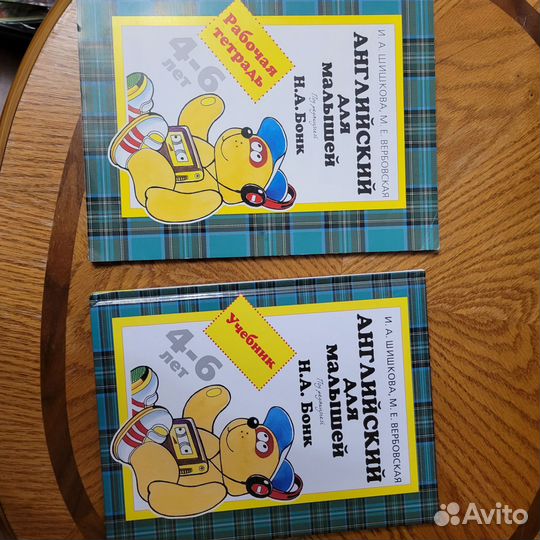 И. А. ШИШКОВА, М. Е. ВЕРБОВСКАЯ
АНГЛИЙСКИЙ
для
малышей
Под редакцией
Н.А. Бонк
Рабочая
тетрадь
4-6
лет
И. А. ШИШКОВА, М. Е. ВЕРБОВСКАЯ
АНГЛИЙСКИЙ
для
малышей
Под редакцией
Н.А. Бонк
Учебник
4-6
лет
Avito